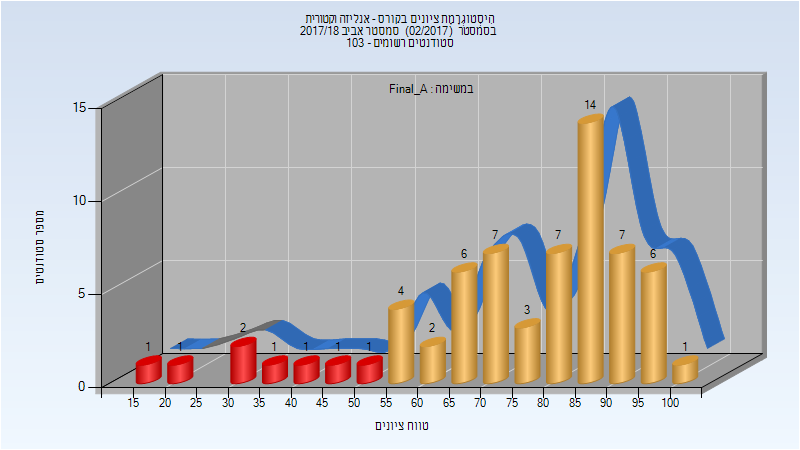 היסטוגרמת ציונים בקורס - אנליזה וקטורית
בסמסטר (02/2017) סמסטר אביב 2017/18
סטודנטים רשומים - 103
במשימה : Final_A
מספר סטודנטים
15
10
5
0
1 1 2 1 1 1 1 4 2 6 7 3 7 14 7 6 1
15 20 25 30 35 40 45 50 55 60 65 70 75 80 85 90 95 100
טווח ציונים